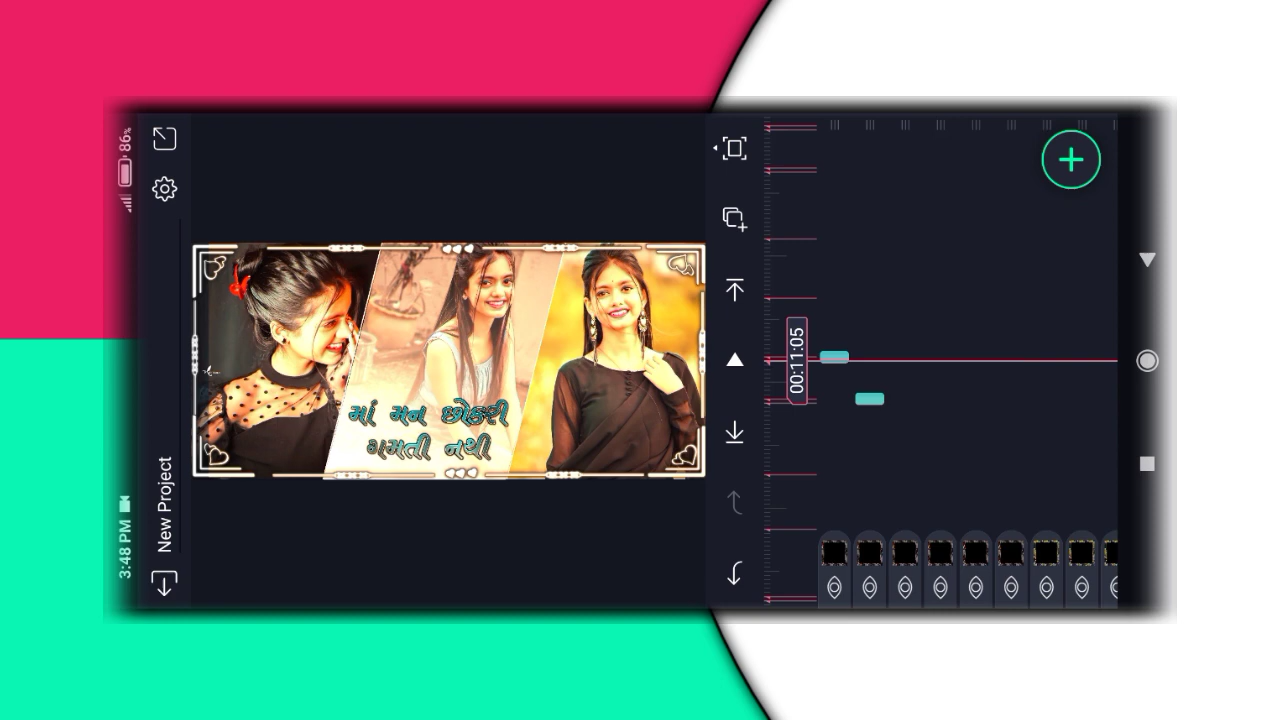 3:48 PM
86%
New Project
માં મન છોકરી
ગમતી નથી
00:11:05